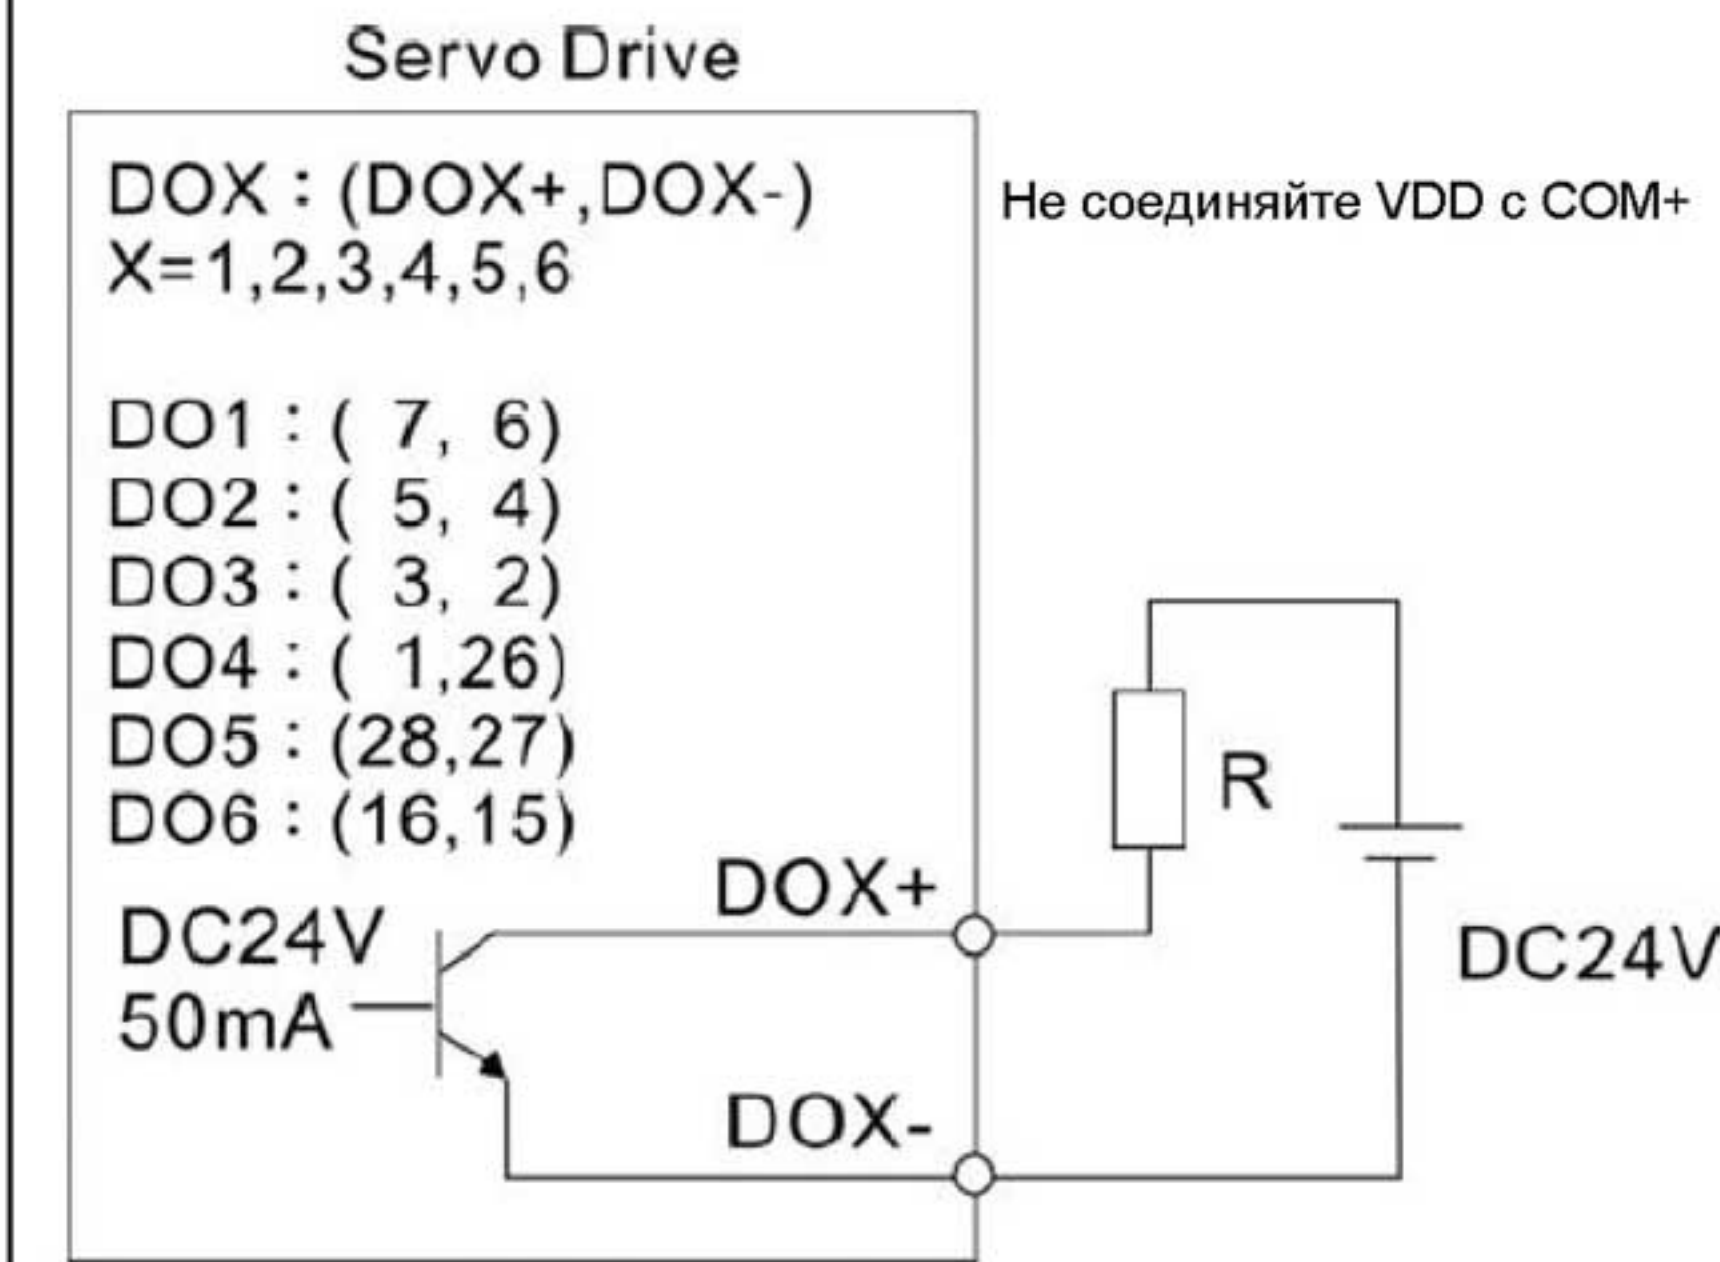 Servo Drive
DOX : (DOX+,DOX-)
X=1,2,3,4,5,6
Не соединяйте VDD с COM+
DO1 : ( 7, 6)
DO2 : ( 5, 4)
DO3 : ( 3, 2)
DO4 : ( 1,26)
DO5 : (28,27)
DO6 : (16,15)
R
DOX+
DC24V
50mA
DC24V
DOX-